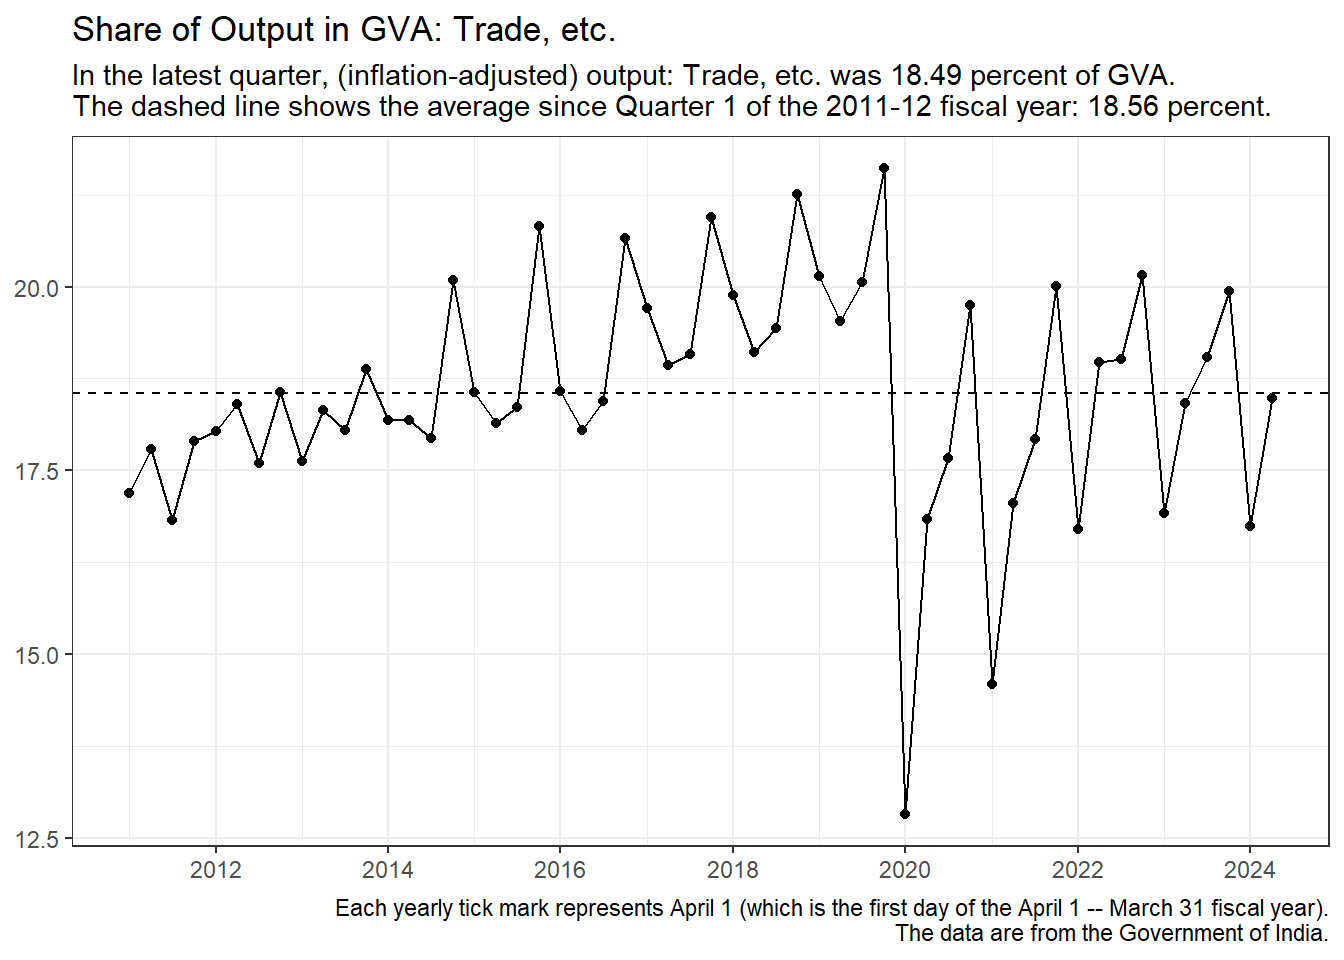 Share of Output in GVA: Trade, etc.
In the latest quarter, (inflation-adjusted) output: Trade, etc. was 18.49 percent of GVA.
The dashed line shows the average since Quarter 1 of the 2011-12 fiscal year: 18.56 percent.
20.0
17.5
15.0
12.5
2012
2014
2016
2018
2020
2022
2024
Each yearly tick mark represents April 1 (which is the first day of the April 1 -- March 31 fiscal year).
The data are from the Government of India.